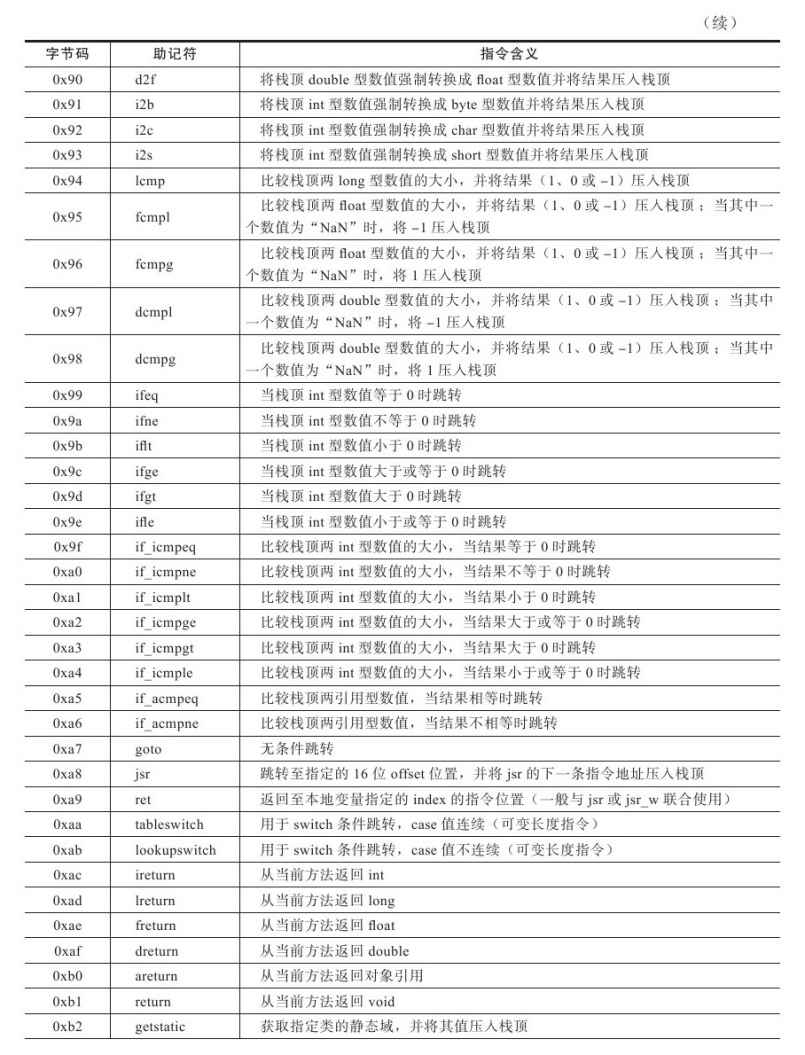 （续）
字节码 助记符 指令含义
0x90 d2f 将栈顶 double 型数值强制转换成 float 型数值并将结果压入栈顶
0x91 i2b 将栈顶 int 型数值强制转换成 byte 型数值并将结果压入栈顶
0x92 i2c 将栈顶 int 型数值强制转换成 char 型数值并将结果压入栈顶
0x93 i2s 将栈顶 int 型数值强制转换成 short 型数值并将结果压入栈顶
0x94 lcmp 比较栈顶两 long 型数值的大小，并将结果（1、0 或 –1）压入栈顶
0x95 fcmpl 比较栈顶两 float 型数值的大小，并将结果（1、0 或 –1）压入栈顶；当其中一
个数值为“NaN”时，将 –1 压入栈顶
0x96 fcmpg 比较栈顶两 float 型数值的大小，并将结果（1、0 或 –1）压入栈顶；当其中一
个数值为“NaN”时，将 1 压入栈顶
0x97 dcmpl 比较栈顶两 double 型数值的大小，并将结果（1、0 或 –1）压入栈顶；当其中
一个数值为“NaN”时，将 –1 压入栈顶
0x98 dcmpg 比较栈顶两 double 型数值的大小，并将结果（1、0 或 –1）压入栈顶；当其中
一个数值为“NaN”时，将 1 压入栈顶
0x99 ifeq 当栈顶 int 型数值等于 0 时跳转
0x9a ifne 当栈顶 int 型数值不等于 0 时跳转
0x9b iflt 当栈顶 int 型数值小于 0 时跳转
0x9c ifge 当栈顶 int 型数值大于或等于 0 时跳转
0x9d ifgt 当栈顶 int 型数值大于 0 时跳转
0x9e ifle 当栈顶 int 型数值小于或等于 0 时跳转
0x9f if_icmpeq 比较栈顶两 int 型数值的大小，当结果等于 0 时跳转
0xa0 if_icmpne 比较栈顶两 int 型数值的大小，当结果不等于 0 时跳转
0xa1 if_icmplt 比较栈顶两 int 型数值的大小，当结果小于 0 时跳转
0xa2 if_icmpge 比较栈顶两 int 型数值的大小，当结果大于或等于 0 时跳转
0xa3 if_icmpgt 比较栈顶两 int 型数值的大小，当结果大于 0 时跳转
0xa4 if_icmple 比较栈顶两 int 型数值的大小，当结果小于或等于 0 时跳转
0xa5 if_acmpeq 比较栈顶两引用型数值，当结果相等时跳转
0xa6 if_acmpne 比较栈顶两引用型数值，当结果不相等时跳转
0xa7 goto 无条件跳转
0xa8 jsr 跳转至指定的 16 位 offset 位置，并将 jsr 的下一条指令地址压入栈顶
0xa9 ret 返回至本地变量指定的 index 的指令位置（一般与 jsr 或 jsr_w 联合使用）
0xaa tableswitch 用于 switch 条件跳转，case 值连续（可变长度指令）
0xab lookupswitch 用于 switch 条件跳转，case 值不连续（可变长度指令）
0xac ireturn 从当前方法返回 int
0xad lreturn 从当前方法返回 long
0xae freturn 从当前方法返回 float
0xaf dreturn 从当前方法返回 double
0xb0 areturn 从当前方法返回对象引用
0xb1 return 从当前方法返回 void
0xb2 getstatic 获取指定类的静态域，并将其值压入栈顶